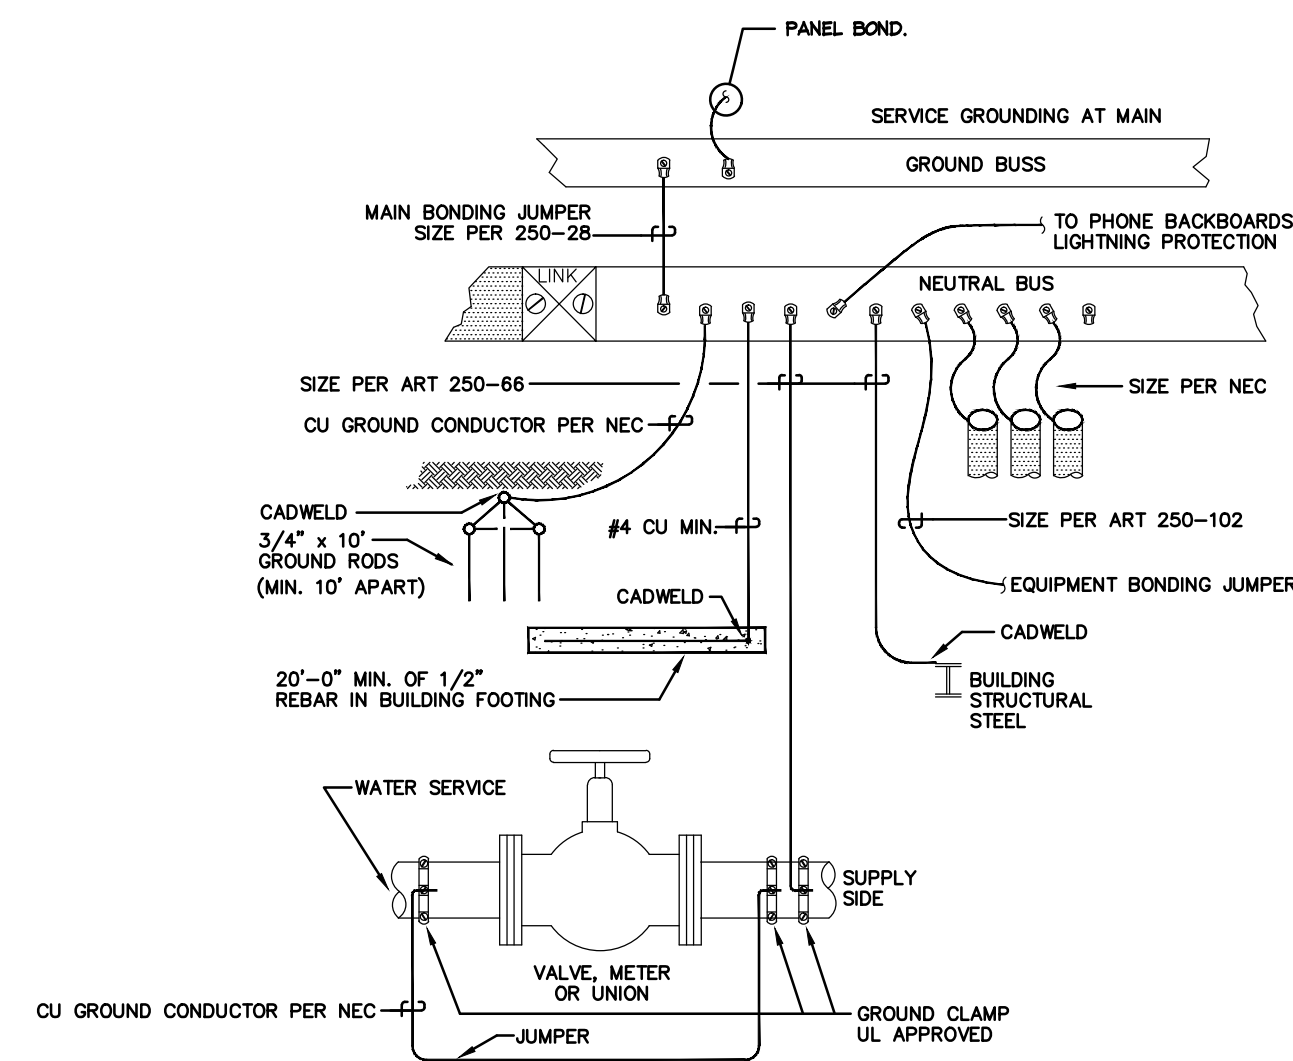 PANEL BOND.
SERVICE GROUNDING AT MAIN
GROUND BUSS
MAIN BONDING JUMPER
SIZE PER 250-28
TO PHONE BACKBOARDS
LIGHTNING PROTECTION
LINK
NEUTRAL BUS
SIZE PER ART 250-66
SIZE PER NEC
CU GROUND CONDUCTOR PER NEC
CADWELD
3/4" x 10'
GROUND RODS
(MIN. 10' APART)
#4 CU MIN.
SIZE PER ART 250-102
EQUIPMENT BONDING JUMPER
CADWELD
CADWELD
20'-0" MIN. OF 1/2"
REBAR IN BUILDING FOOTING
BUILDING
STRUCTURAL
STEEL
WATER SERVICE
SUPPLY
SIDE
VALVE, METER
OR UNION
CU GROUND CONDUCTOR PER NEC
GROUND CLAMP
UL APPROVED
JUMPER